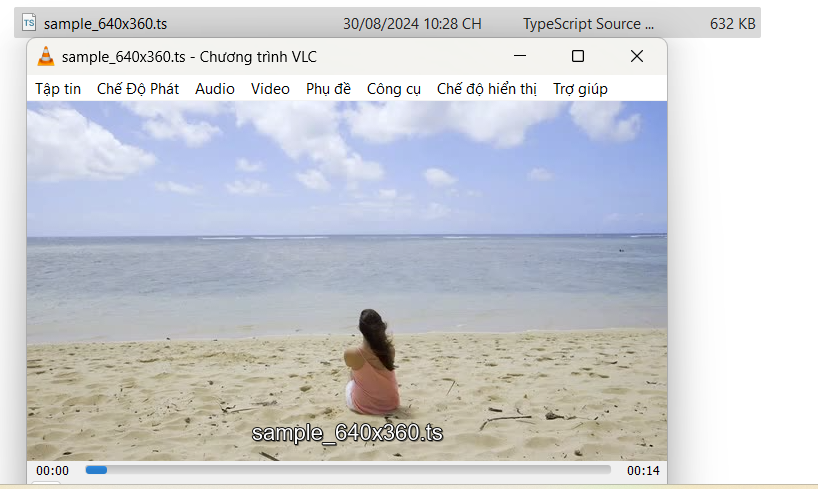 TS sample_640x360.ts 30/08/2024 10:28 CH TypeScript Source ... 632 KB
sample_640x360.ts - Chương trình VLC
Tập tin Chế Độ Phát Audio Video Phụ đề Công cụ Chế độ hiển thị Trợ giúp
sample_640x360.ts
00:00 00:14